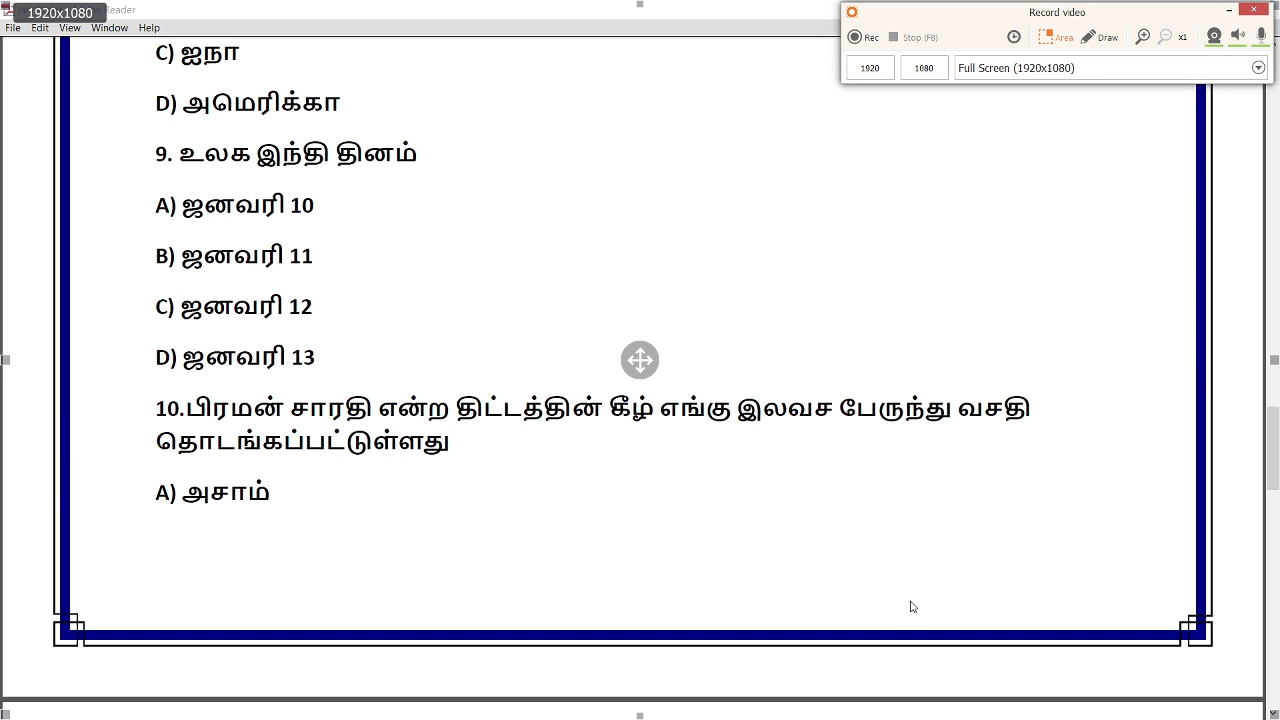 1920x1080
Reader
Record video
File Edit View Window Help
Rec Stop (F8) Area Draw x1
1920 1080 Full Screen (1920x1080)
C) ஐநா
D) அமெரிக்கா
9. உலக இந்தி தினம்
A) ஜனவரி 10
B) ஜனவரி 11
C) ஜனவரி 12
D) ஜனவரி 13
10.பிரமன் சாரதி என்ற திட்டத்தின் கீழ் எங்கு இலவச பேருந்து வசதி
தொடங்கப்பட்டுள்ளது
A) அசாம்